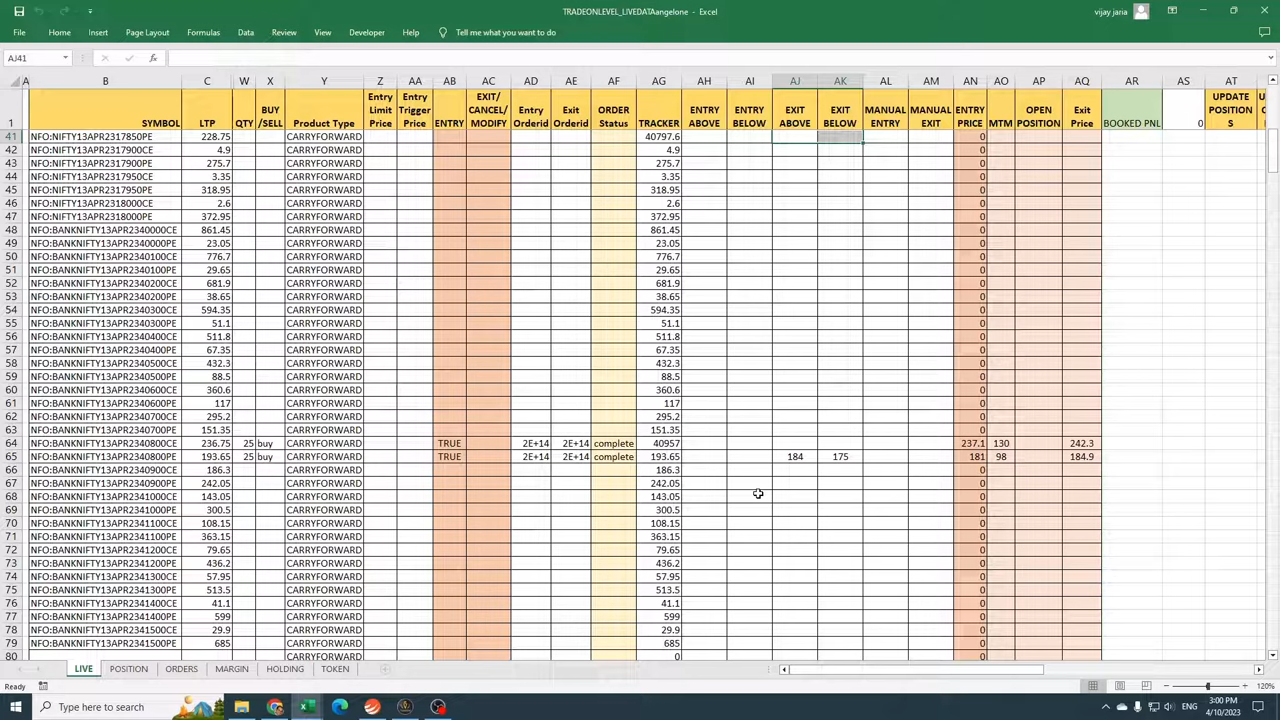 TRADEONLEVEL_LIVEDATAangelone - Excel
vijay jaria
File Home Insert Page Layout Formulas Data Review View Developer Help Tell me what you want to do
AJ41 fx
A B C W X Y Z AA AB AC AD AE AF AG AH AI AJ AK AL AM AN AO AP AQ AR AS AT
1 SYMBOL LTP QTY BUY /SELL Product Type Entry Limit Price Entry Trigger Price ENTRY EXIT/ CANCEL/ MODIFY Entry Orderid Exit Orderid ORDER Status TRACKER ENTRY ABOVE ENTRY BELOW EXIT ABOVE EXIT BELOW MANUAL ENTRY MANUAL EXIT ENTRY PRICE MTM OPEN POSITION Exit Price BOOKED PNL 0 UPDATE POSITION S
41 NFO:NIFTY13APR2317850PE 228.75 CARRYFORWARD 40797.6 0
42 NFO:NIFTY13APR2317900CE 4.9 CARRYFORWARD 4.9 0
43 NFO:NIFTY13APR2317900PE 275.7 CARRYFORWARD 275.7 0
44 NFO:NIFTY13APR2317950CE 3.35 CARRYFORWARD 3.35 0
45 NFO:NIFTY13APR2317950PE 318.95 CARRYFORWARD 318.95 0
46 NFO:NIFTY13APR2318000CE 2.6 CARRYFORWARD 2.6 0
47 NFO:NIFTY13APR2318000PE 372.95 CARRYFORWARD 372.95 0
48 NFO:BANKNIFTY13APR2340000CE 861.45 CARRYFORWARD 861.45 0
49 NFO:BANKNIFTY13APR2340000PE 23.05 CARRYFORWARD 23.05 0
50 NFO:BANKNIFTY13APR2340100CE 776.7 CARRYFORWARD 776.7 0
51 NFO:BANKNIFTY13APR2340100PE 29.65 CARRYFORWARD 29.65 0
52 NFO:BANKNIFTY13APR2340200CE 681.9 CARRYFORWARD 681.9 0
53 NFO:BANKNIFTY13APR2340200PE 38.65 CARRYFORWARD 38.65 0
54 NFO:BANKNIFTY13APR2340300CE 594.35 CARRYFORWARD 594.35 0
55 NFO:BANKNIFTY13APR2340300PE 51.1 CARRYFORWARD 51.1 0
56 NFO:BANKNIFTY13APR2340400CE 511.8 CARRYFORWARD 511.8 0
57 NFO:BANKNIFTY13APR2340400PE 67.35 CARRYFORWARD 67.35 0
58 NFO:BANKNIFTY13APR2340500CE 432.3 CARRYFORWARD 432.3 0
59 NFO:BANKNIFTY13APR2340500PE 88.5 CARRYFORWARD 88.5 0
60 NFO:BANKNIFTY13APR2340600CE 360.6 CARRYFORWARD 360.6 0
61 NFO:BANKNIFTY13APR2340600PE 117 CARRYFORWARD 117 0
62 NFO:BANKNIFTY13APR2340700CE 295.2 CARRYFORWARD 295.2 0
63 NFO:BANKNIFTY13APR2340700PE 151.35 CARRYFORWARD 151.35 0
64 NFO:BANKNIFTY13APR2340800CE 236.75 25 buy CARRYFORWARD TRUE 2E+14 2E+14 complete 40957 237.1 130 242.3
65 NFO:BANKNIFTY13APR2340800PE 193.65 25 buy CARRYFORWARD TRUE 2E+14 2E+14 complete 193.65 184 175 181 98 184.9
66 NFO:BANKNIFTY13APR2340900CE 186.3 CARRYFORWARD 186.3 0
67 NFO:BANKNIFTY13APR2340900PE 242.05 CARRYFORWARD 242.05 0
68 NFO:BANKNIFTY13APR2341000CE 143.05 CARRYFORWARD 143.05 0
69 NFO:BANKNIFTY13APR2341000PE 300.5 CARRYFORWARD 300.5 0
70 NFO:BANKNIFTY13APR2341100CE 108.15 CARRYFORWARD 108.15 0
71 NFO:BANKNIFTY13APR2341100PE 363.15 CARRYFORWARD 363.15 0
72 NFO:BANKNIFTY13APR2341200CE 79.65 CARRYFORWARD 79.65 0
73 NFO:BANKNIFTY13APR2341200PE 436.2 CARRYFORWARD 436.2 0
74 NFO:BANKNIFTY13APR2341300CE 57.95 CARRYFORWARD 57.95 0
75 NFO:BANKNIFTY13APR2341300PE 513.5 CARRYFORWARD 513.5 0
76 NFO:BANKNIFTY13APR2341400CE 41.1 CARRYFORWARD 41.1 0
77 NFO:BANKNIFTY13APR2341400PE 599 CARRYFORWARD 599 0
78 NFO:BANKNIFTY13APR2341500CE 29.9 CARRYFORWARD 29.9 0
79 NFO:BANKNIFTY13APR2341500PE 685 CARRYFORWARD 685 0
80 0 0
LIVE POSITION ORDERS MARGIN HOLDING TOKEN
Ready 120%
Type here to search ENG 3:00 PM
4/10/2023